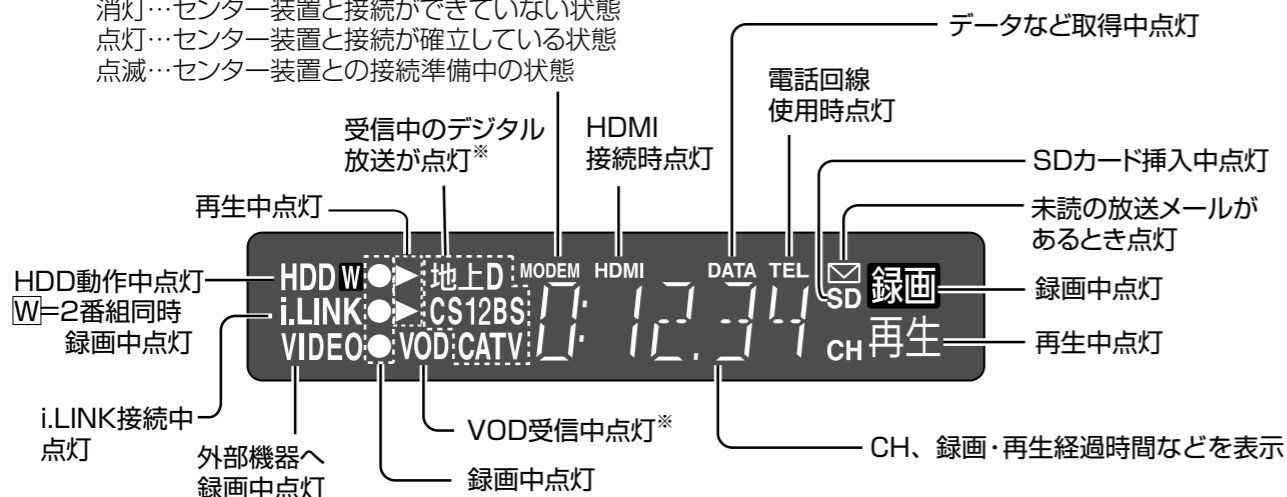 消灯…センター装置と接続ができていない状態
点灯…センター装置と接続が確立している状態
点滅…センター装置との接続準備中の状態
データなど取得中点灯
電話回線
使用時点灯
受信中のデジタル
放送が点灯※
HDMI
接続時点灯
SDカード挿入中点灯
再生中点灯
未読の放送メールが
あるとき点灯
HDD動作中点灯
W=2番組同時
録画中点灯
HDD W ●▶ 地上D MODEM HDMI DATA TEL
i.LINK ●▶ CS12BS 0:12.34 SD 録画
VIDEO ● VOD CATV CH 再生
録画中点灯
再生中点灯
i.LINK接続中
点灯
外部機器へ
録画中点灯
VOD受信中点灯※
録画中点灯
CH、録画・再生経過時間などを表示